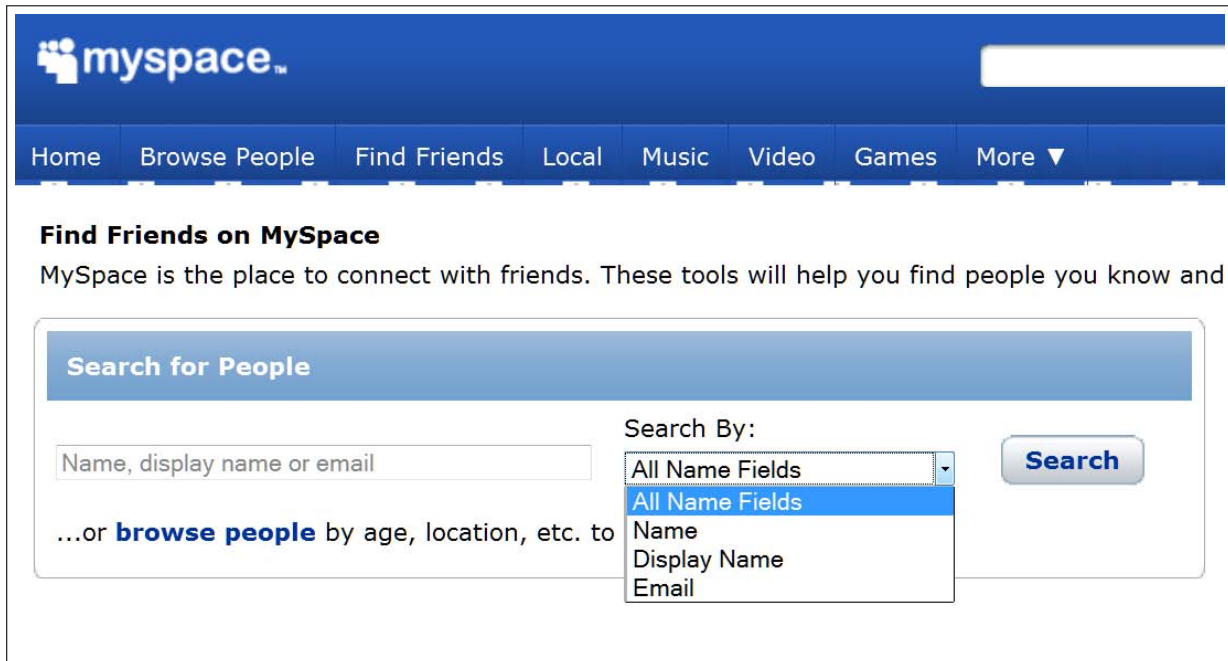 myspace™
Home Browse People Find Friends Local Music Video Games More ▼
Find Friends on MySpace
MySpace is the place to connect with friends. These tools will help you find people you know and
Search for People
Search By:
Name, display name or email All Name Fields Search
All Name Fields
...or browse people by age, location, etc. to Name
Display Name
Email